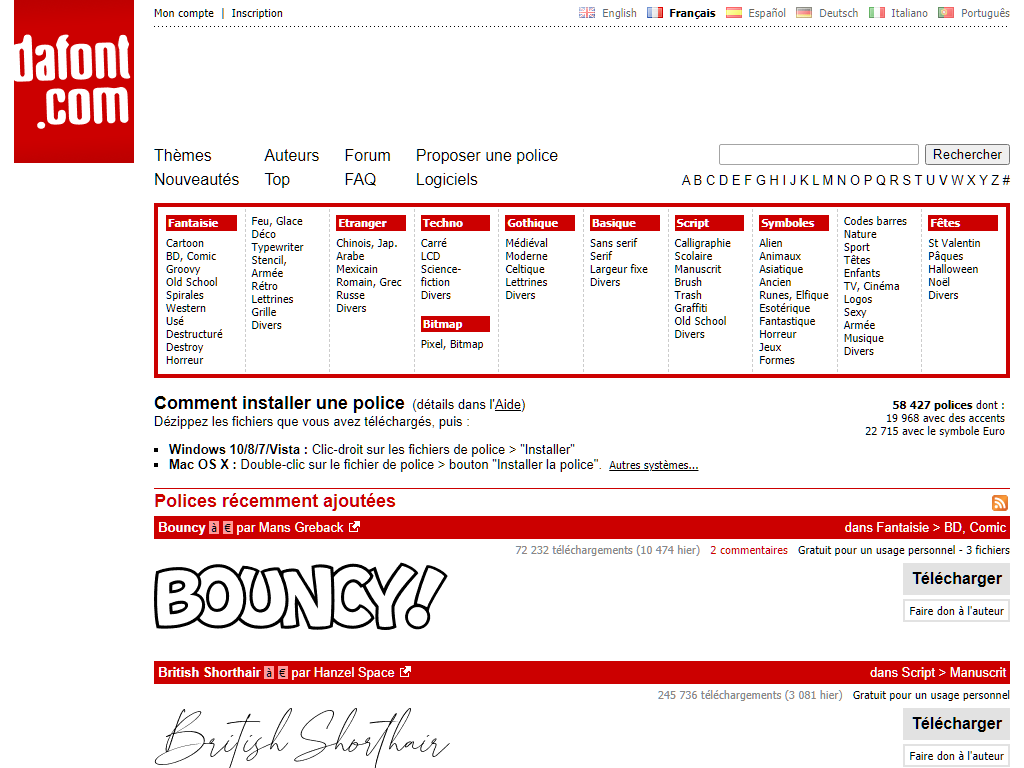 Mon compte | Inscription
English Français Español Deutsch Italiano Português
dafont
.com
Thèmes Auteurs Forum Proposer une police
Rechercher
Nouveautés Top FAQ Logiciels
A B C D E F G H I J K L M N O P Q R S T U V W X Y Z #
Fantaisie
Cartoon
BD, Comic
Groovy
Old School
Spirales
Western
Usé
Destructuré
Destroy
Horreur
Feu, Glace
Déco
Typewriter
Stencil,
Armée
Rétro
Lettrines
Grille
Divers
Etranger
Chinois, Jap.
Arabe
Mexicain
Romain, Grec
Russe
Divers
Techno
Carré
LCD
Science-
fiction
Divers
Bitmap
Pixel, Bitmap
Gothique
Médiéval
Moderne
Celtique
Lettrines
Divers
Basique
Sans serif
Serif
Largeur fixe
Divers
Script
Calligraphie
Scolaire
Manuscrit
Brush
Trash
Graffiti
Old School
Divers
Symboles
Alien
Animaux
Asiatique
Ancien
Runes, Elfique
Esotérique
Fantastique
Horreur
Jeux
Formes
Codes barres
Nature
Sport
Têtes
Enfants
TV, Cinéma
Logos
Sexy
Armée
Musique
Divers
Fêtes
St Valentin
Pâques
Halloween
Noël
Divers
Comment installer une police (détails dans l'Aide)
Dézippez les fichiers que vous avez téléchargés, puis :
58 427 polices dont :
19 968 avec des accents
22 715 avec le symbole Euro
Windows 10/8/7/Vista : Clic-droit sur les fichiers de police > "Installer"
Mac OS X : Double-clic sur le fichier de police > bouton "Installer la police". Autres systèmes...
Polices récemment ajoutées
Bouncy à € par Mans Greback dans Fantaisie > BD, Comic
72 232 téléchargements (10 474 hier) 2 commentaires Gratuit pour un usage personnel - 3 fichiers
BOUNCY!
Télécharger
Faire don à l'auteur
British Shorthair à € par Hanzel Space dans Script > Manuscrit
245 736 téléchargements (3 081 hier) Gratuit pour un usage personnel
British Shorthair
Télécharger
Faire don à l'auteur